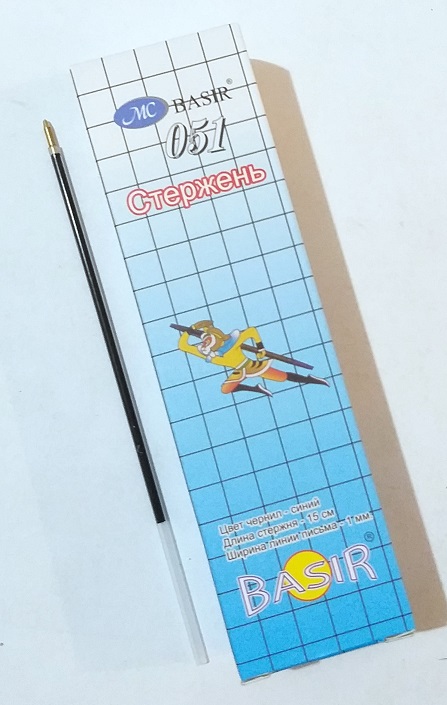 MC BASIR®
051
Стержень
Цвет чернил - синий
Длина стержня - 15 см
Ширина линии письма - 1 мм.
BASIR®